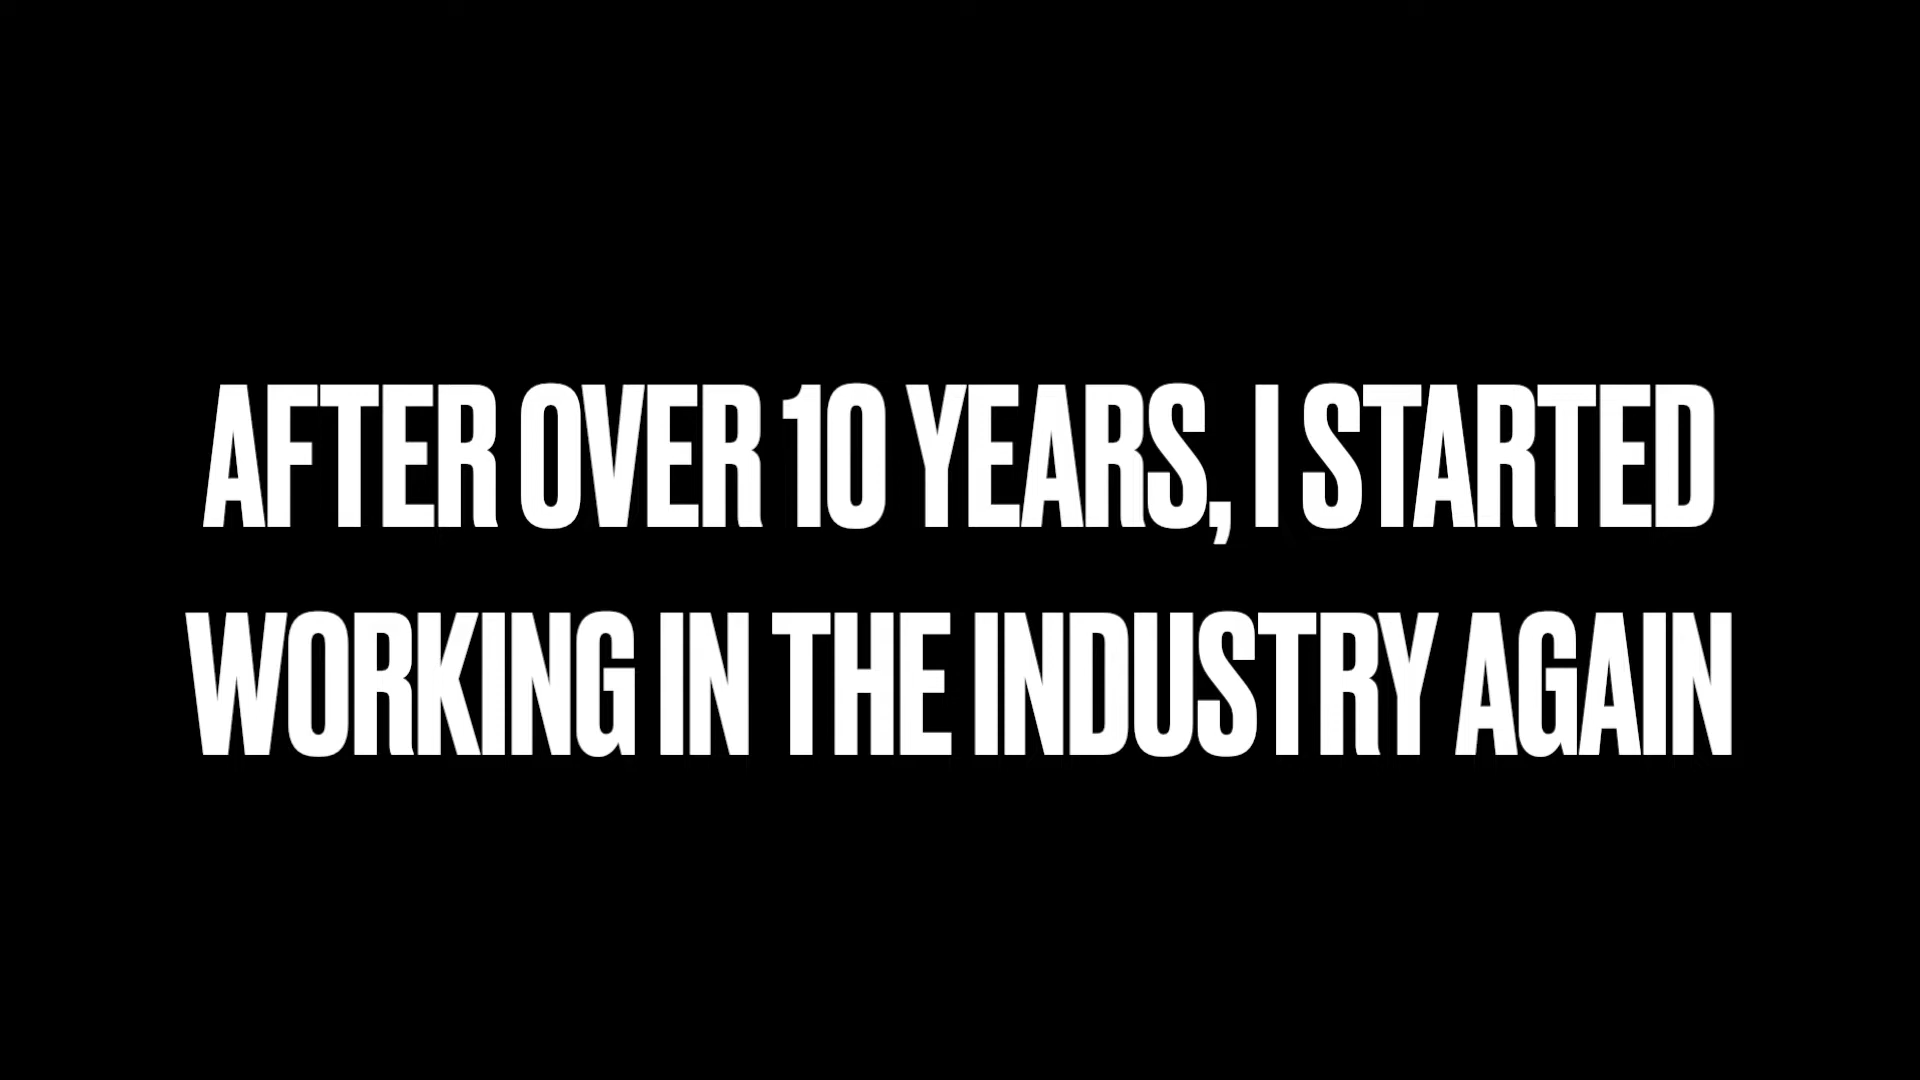 AFTER OVER 10 YEARS, I STARTED
WORKING IN THE INDUSTRY AGAIN